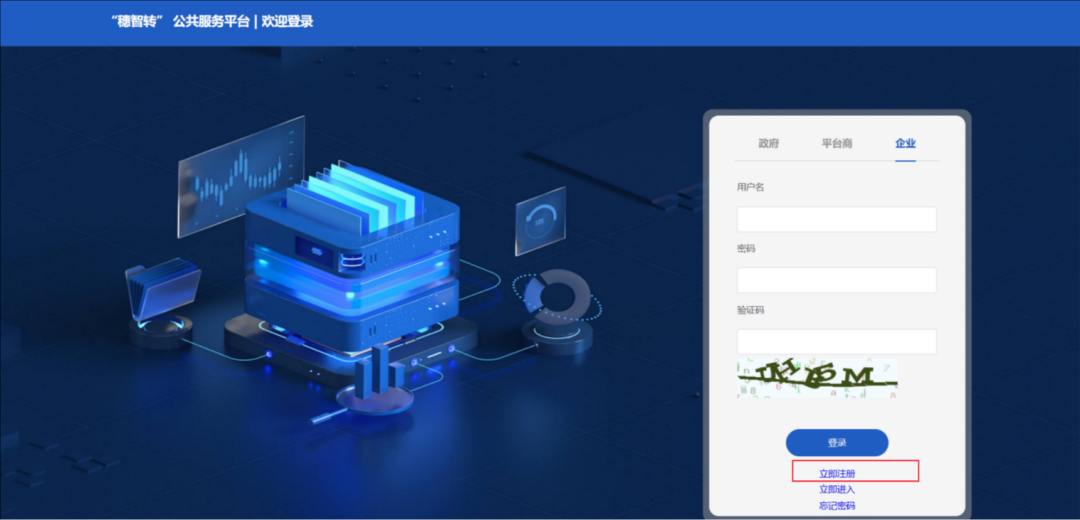 “穗智转” 公共服务平台 | 欢迎登录
政府 平台商 企业
用户名
密码
验证码
登录
立即注册
立即进入
忘记密码